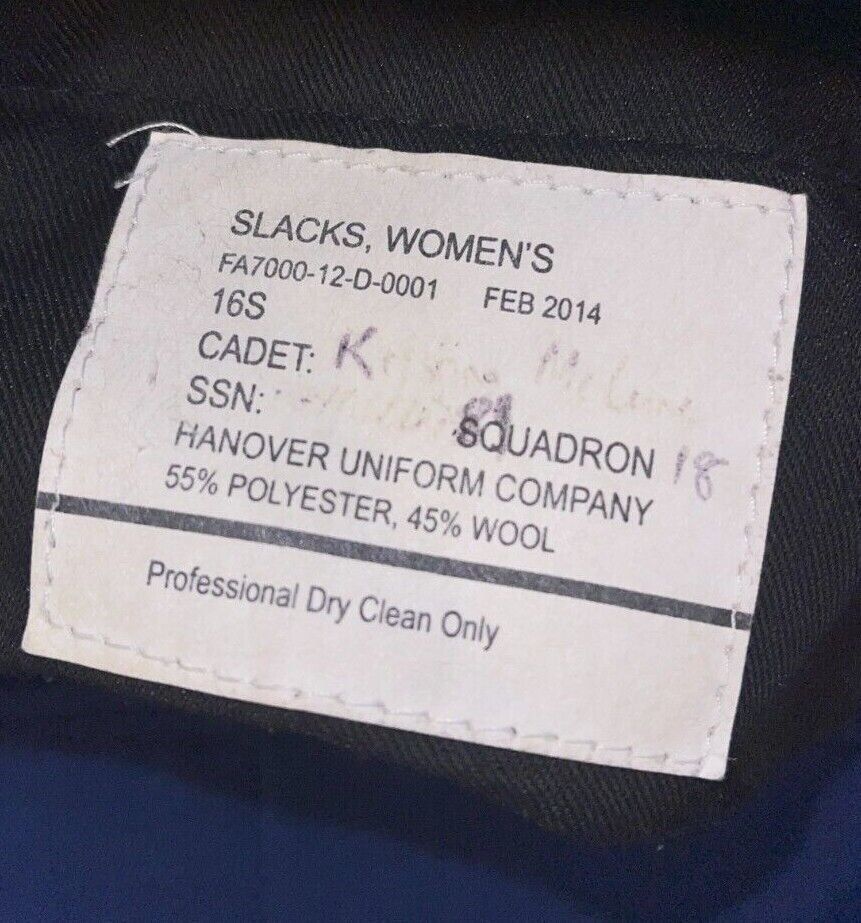 SLACKS, WOMEN'S
FA7000-12-D-0001 FEB 2014
16S
CADET: K
SSN:
SQUADRON 18
HANOVER UNIFORM COMPANY
55% POLYESTER, 45% WOOL
Professional Dry Clean Only